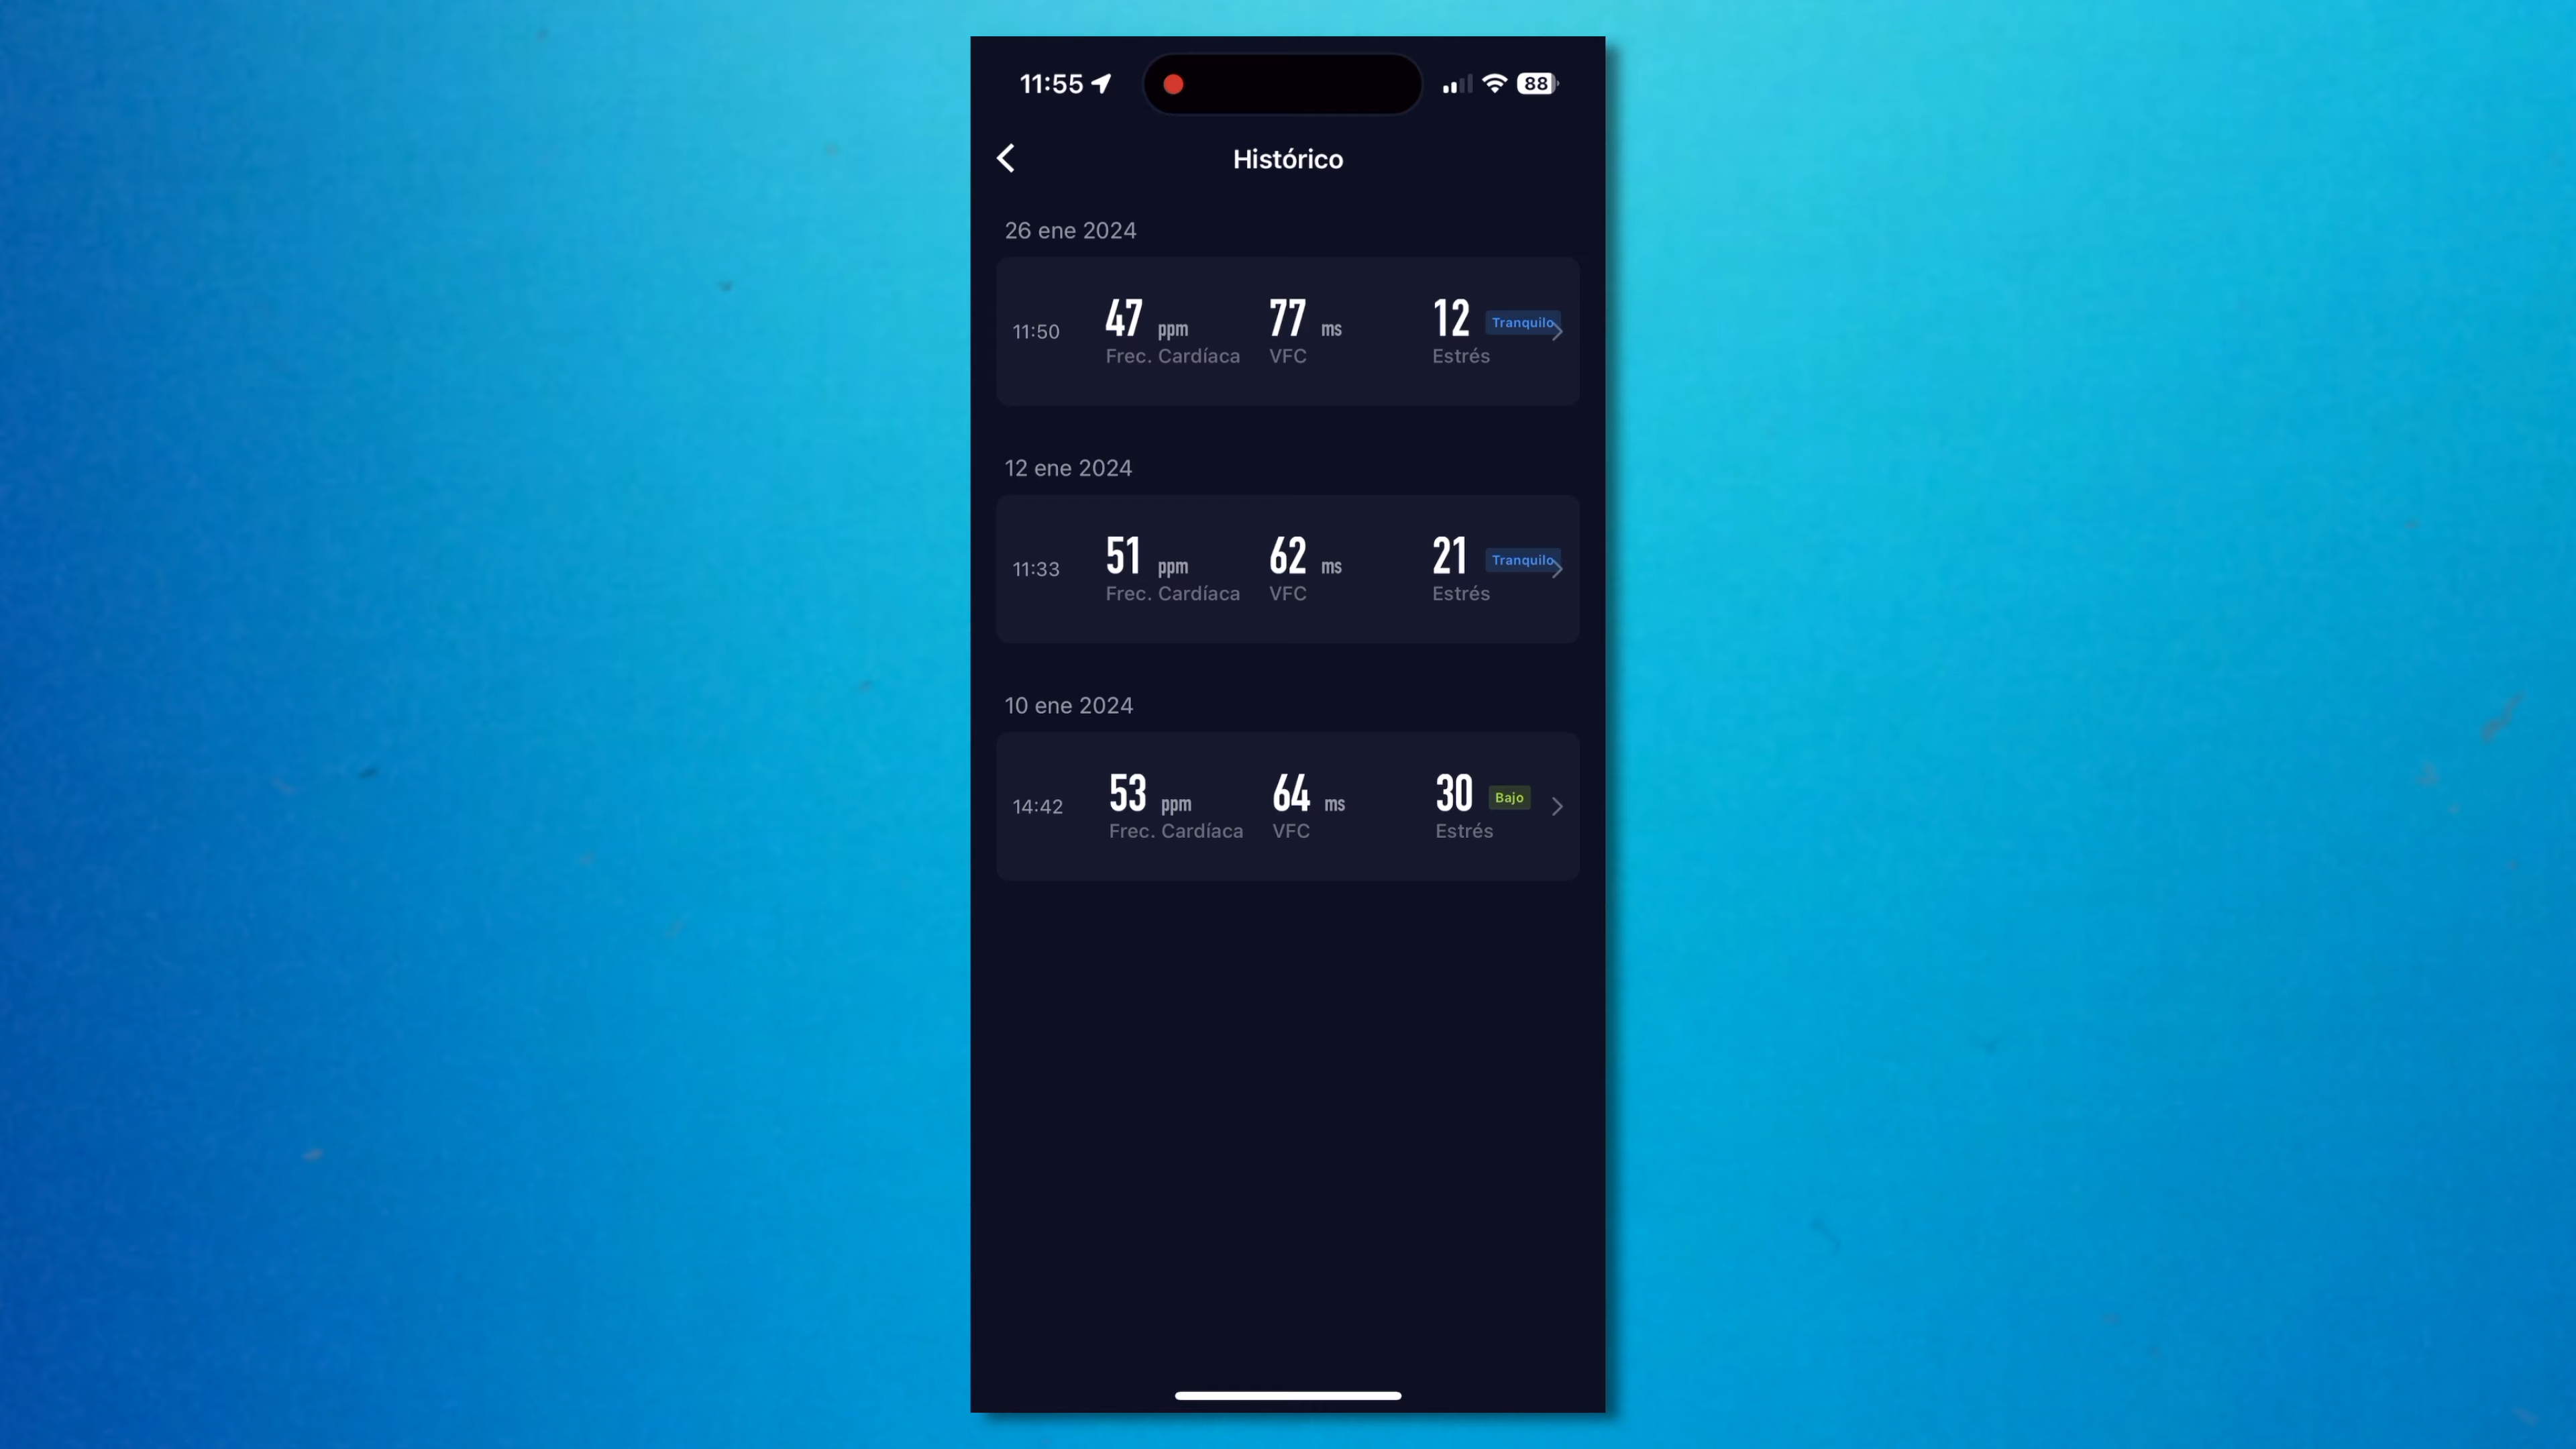 11:55 88
Histórico
26 ene 2024
11:50 47 ppm 77 ms 12 Tranquilo
Frec. Cardíaca VFC Estrés
12 ene 2024
11:33 51 ppm 62 ms 21 Tranquilo
Frec. Cardíaca VFC Estrés
10 ene 2024
14:42 53 ppm 64 ms 30 Bajo
Frec. Cardíaca VFC Estrés